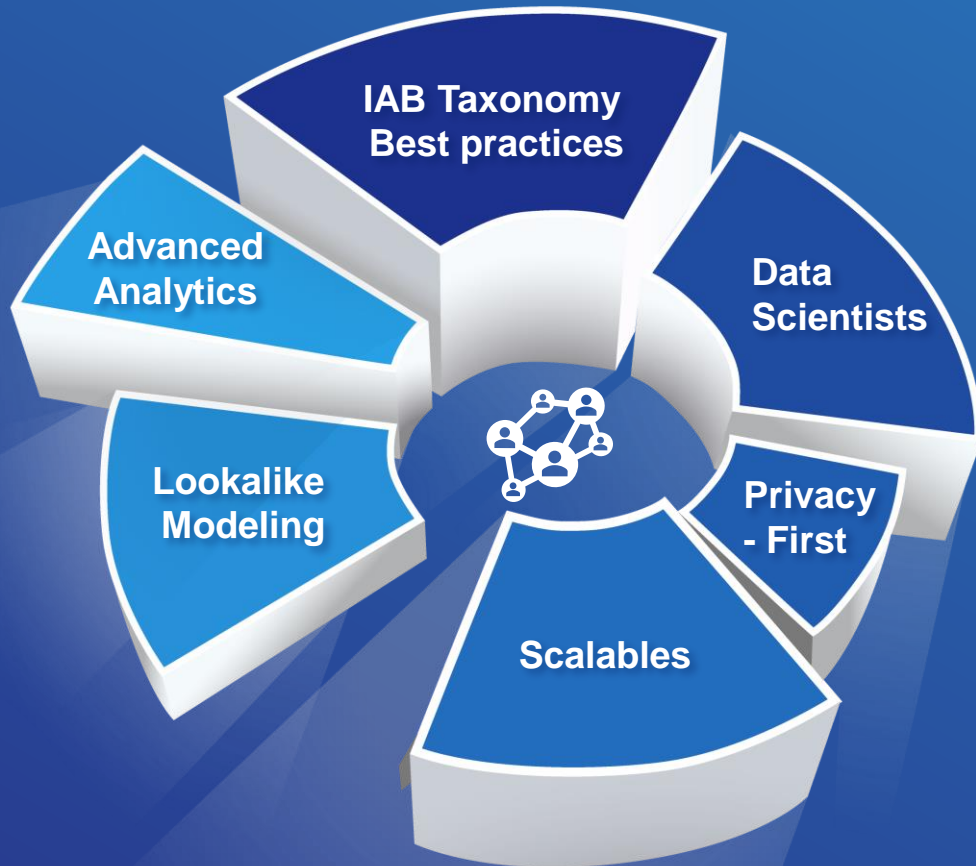 IAB Taxonomy
Best practices
Advanced
Analytics
Data
Scientists
Lookalike
Modeling
Privacy
- First
Scalables